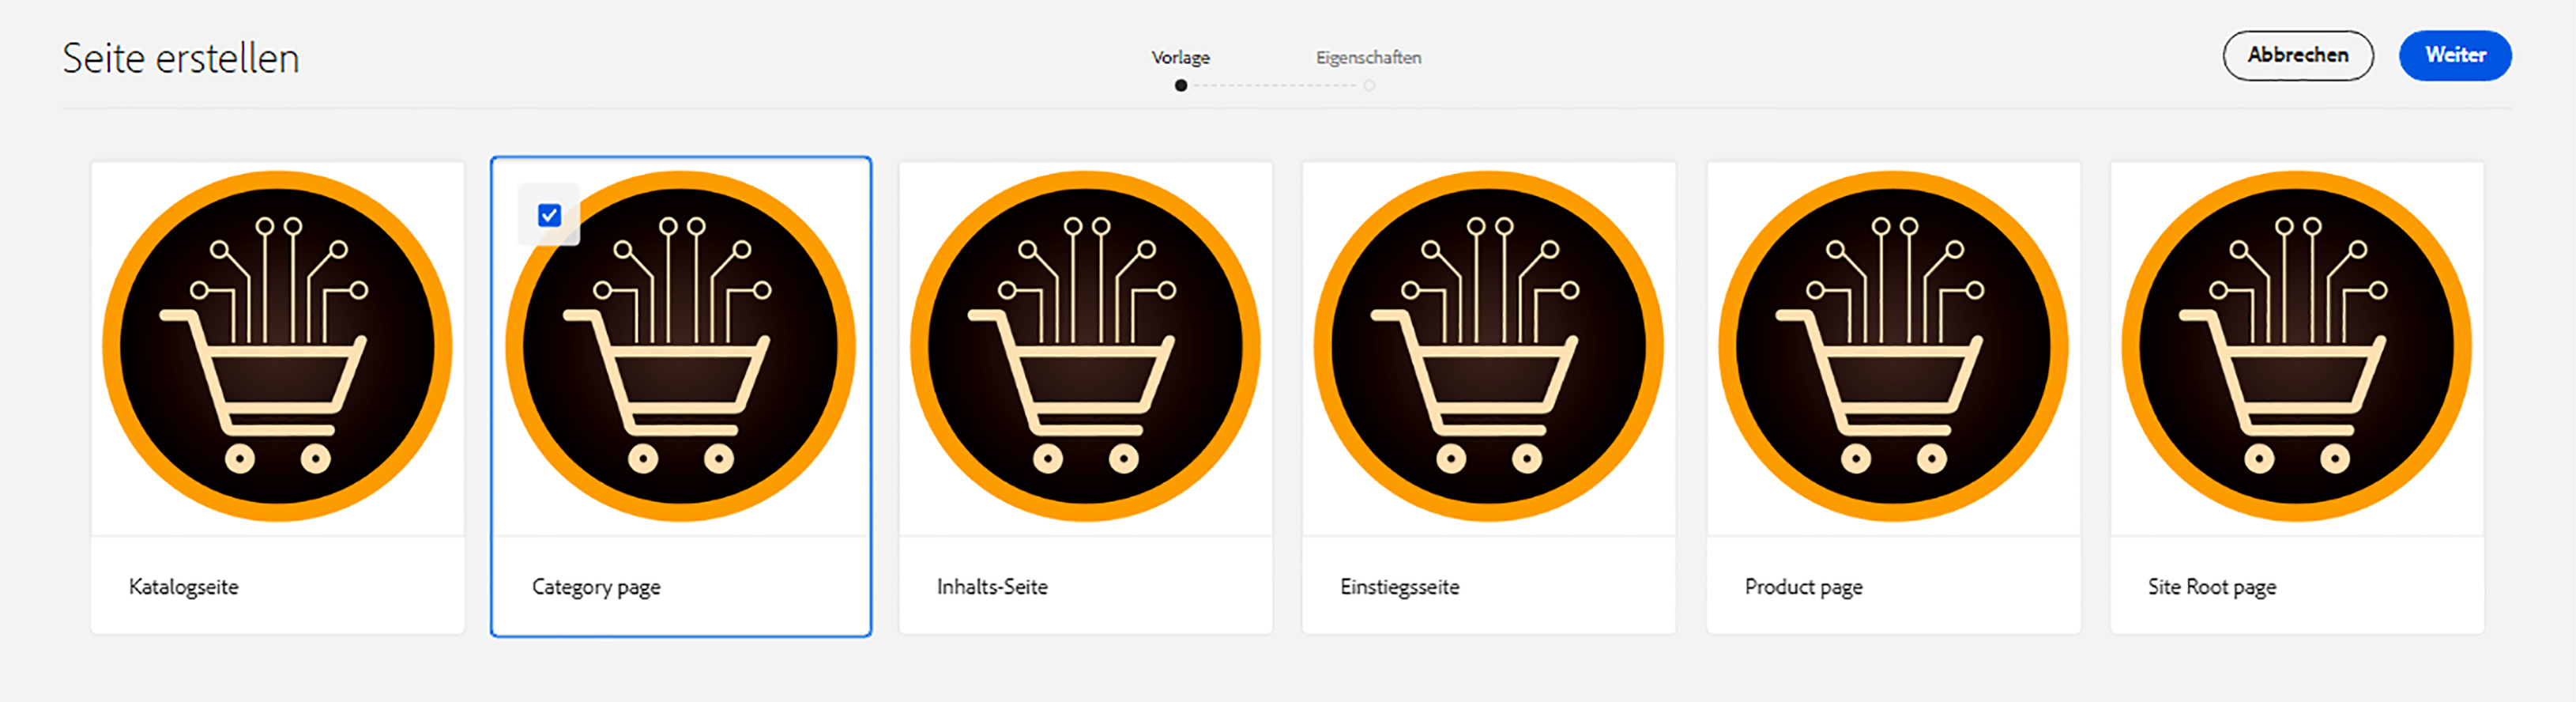 Seite erstellen
Vorlage
Eigenschaften
Abbrechen
Weiter
Katalogseite
Category page
Inhalts-Seite
Einstiegsseite
Product page
Site Root page